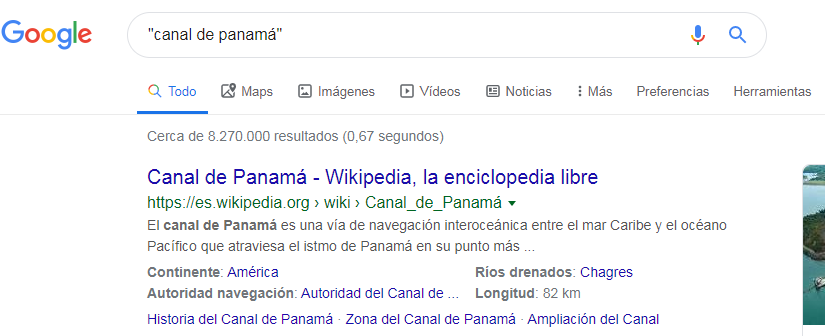 Google "canal de panamá"
Todo Maps Imágenes Vídeos Noticias Más Preferencias Herramientas
Cerca de 8.270.000 resultados (0,67 segundos)
Canal de Panamá - Wikipedia, la enciclopedia libre
https://es.wikipedia.org › wiki › Canal_de_Panamá
El canal de Panamá es una vía de navegación interoceánica entre el mar Caribe y el océano
Pacífico que atraviesa el istmo de Panamá en su punto más ...
Continente: América Ríos drenados: Chagres
Autoridad navegación: Autoridad del Canal de ... Longitud: 82 km
Historia del Canal de Panamá · Zona del Canal de Panamá · Ampliación del Canal